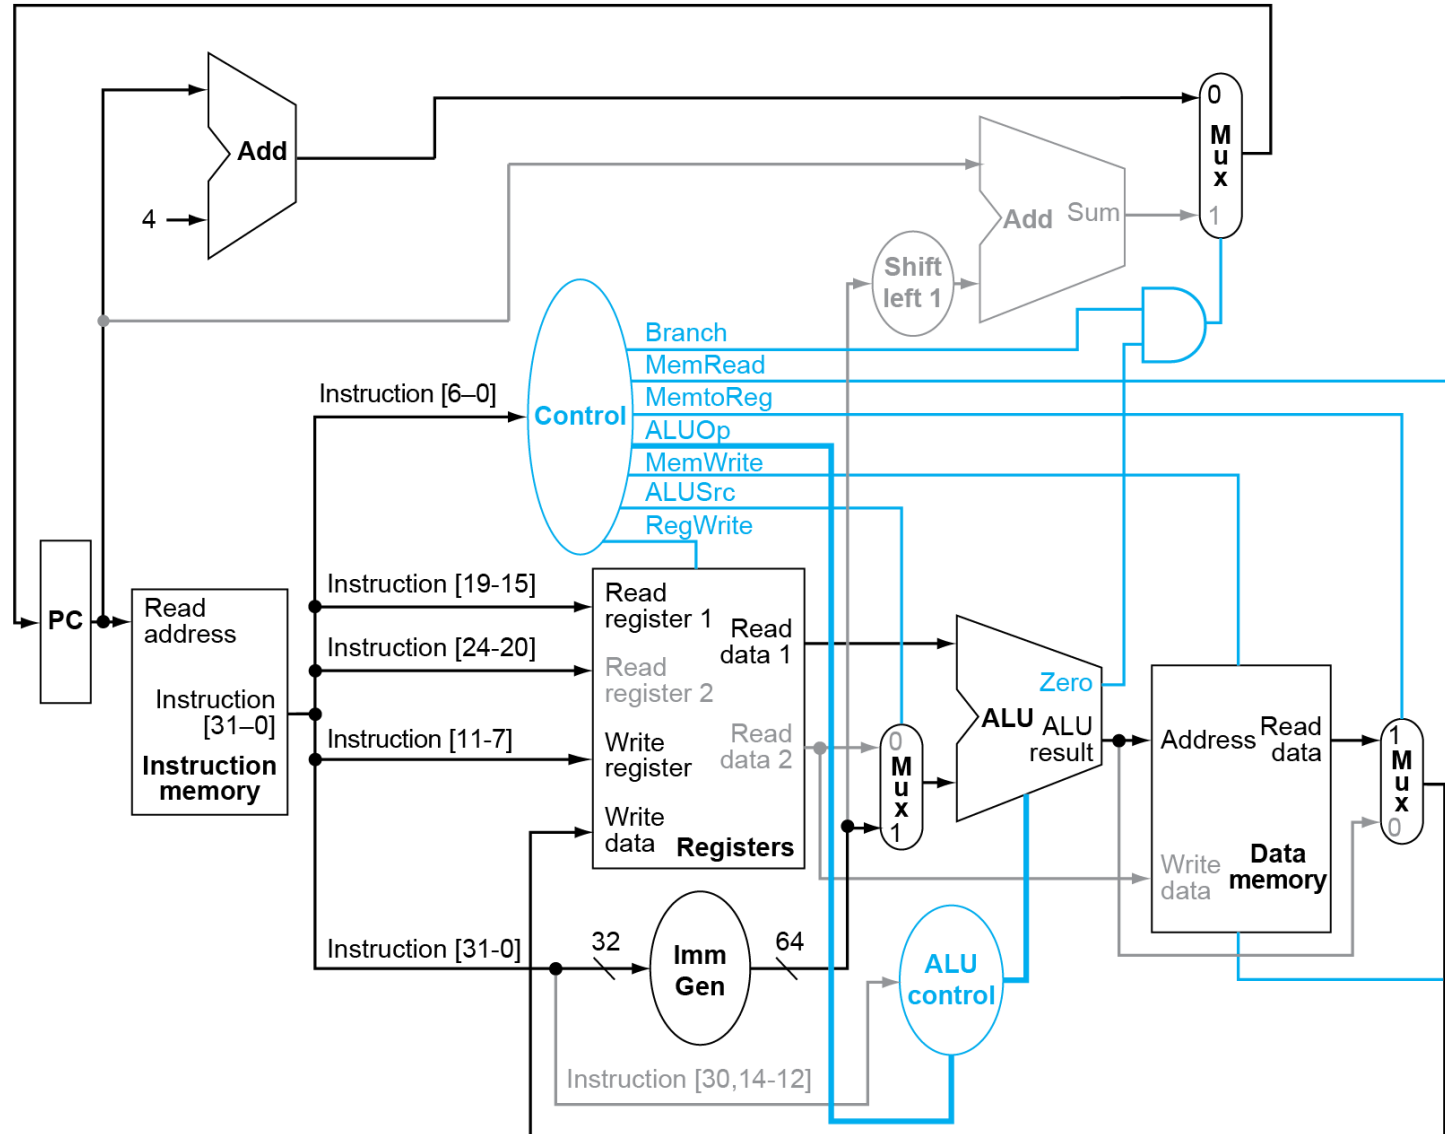 0
M
u
x
1
Add
4
Add
Sum
Shift
left 1
Branch
MemRead
MemtoReg
ALUOp
MemWrite
ALUSrc
RegWrite
Control
Instruction [6–0]
PC
Read
address
Instruction
[31–0]
Instruction
memory
Instruction [19-15]
Instruction [24-20]
Instruction [11-7]
Instruction [31-0]
Read
register 1
Read
register 2
Write
register
Write
data
Read
data 1
Read
data 2
Registers
0
M
u
x
1
Zero
ALU
ALU
result
Address
Read
data
Write
data
Data
memory
1
M
u
x
0
32
Imm
Gen
64
ALU
control
Instruction [30,14-12]